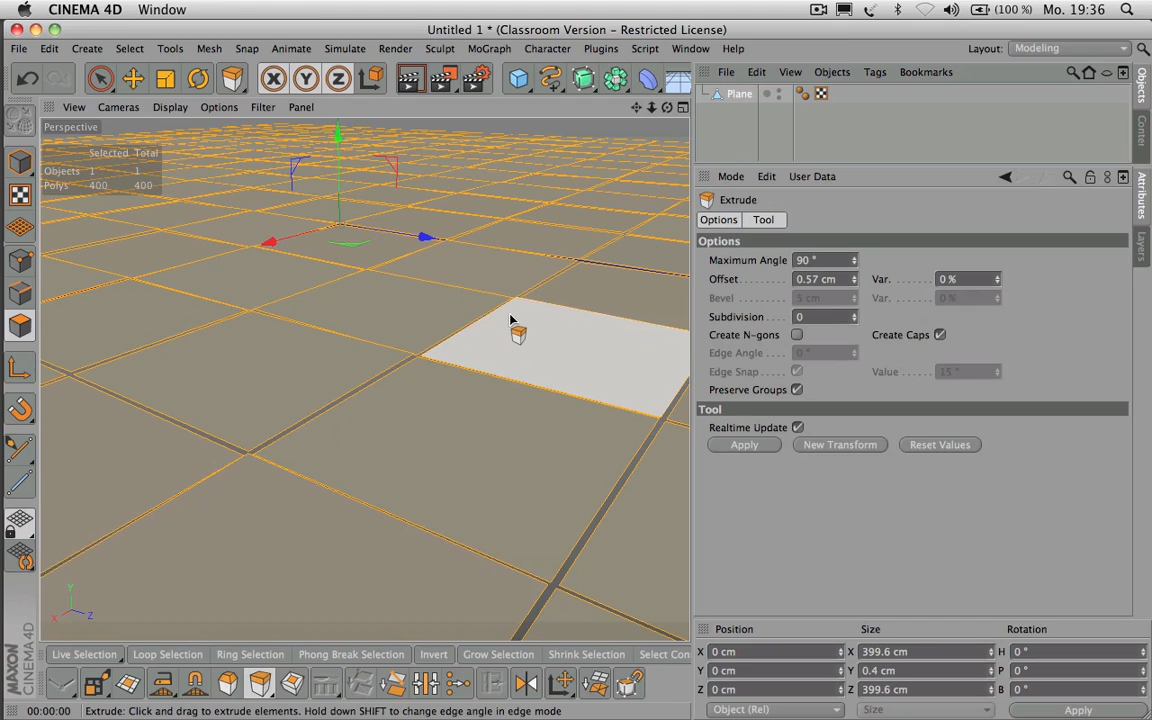 CINEMA 4D Window (100 %) Mo. 19:36
Untitled 1 * (Classroom Version - Restricted License)
File Edit Create Select Tools Mesh Snap Animate Simulate Render Sculpt MoGraph Character Plugins Script Window Help Layout: Modeling
X Y Z
File Edit View Objects Tags Bookmarks
Plane
Objects
Attributes
Layers
View Cameras Display Options Filter Panel
Perspective
Selected Total
Objects 1 1
Polys 400 400
Mode Edit User Data
Extrude
Options Tool
Options
Maximum Angle 90 °
Offset 0.57 cm Var. 0 %
Bevel 5 cm Var. 0 %
Subdivision 0
Create N-gons Create Caps
Edge Angle 0 °
Edge Snap Value 15 °
Preserve Groups
Tool
Realtime Update
Apply New Transform Reset Values
Y
X Z
Live Selection Loop Selection Ring Selection Phong Break Selection Invert Grow Selection Shrink Selection Select Con
Position Size Rotation
X 0 cm X 399.6 cm H 0 °
Y 0 cm Y 0.4 cm P 0 °
Z 0 cm Z 399.6 cm B 0 °
Object (Rel) Size Apply
MAXON CINEMA 4D
00:00:00 Extrude: Click and drag to extrude elements. Hold down SHIFT to change edge angle in edge mode